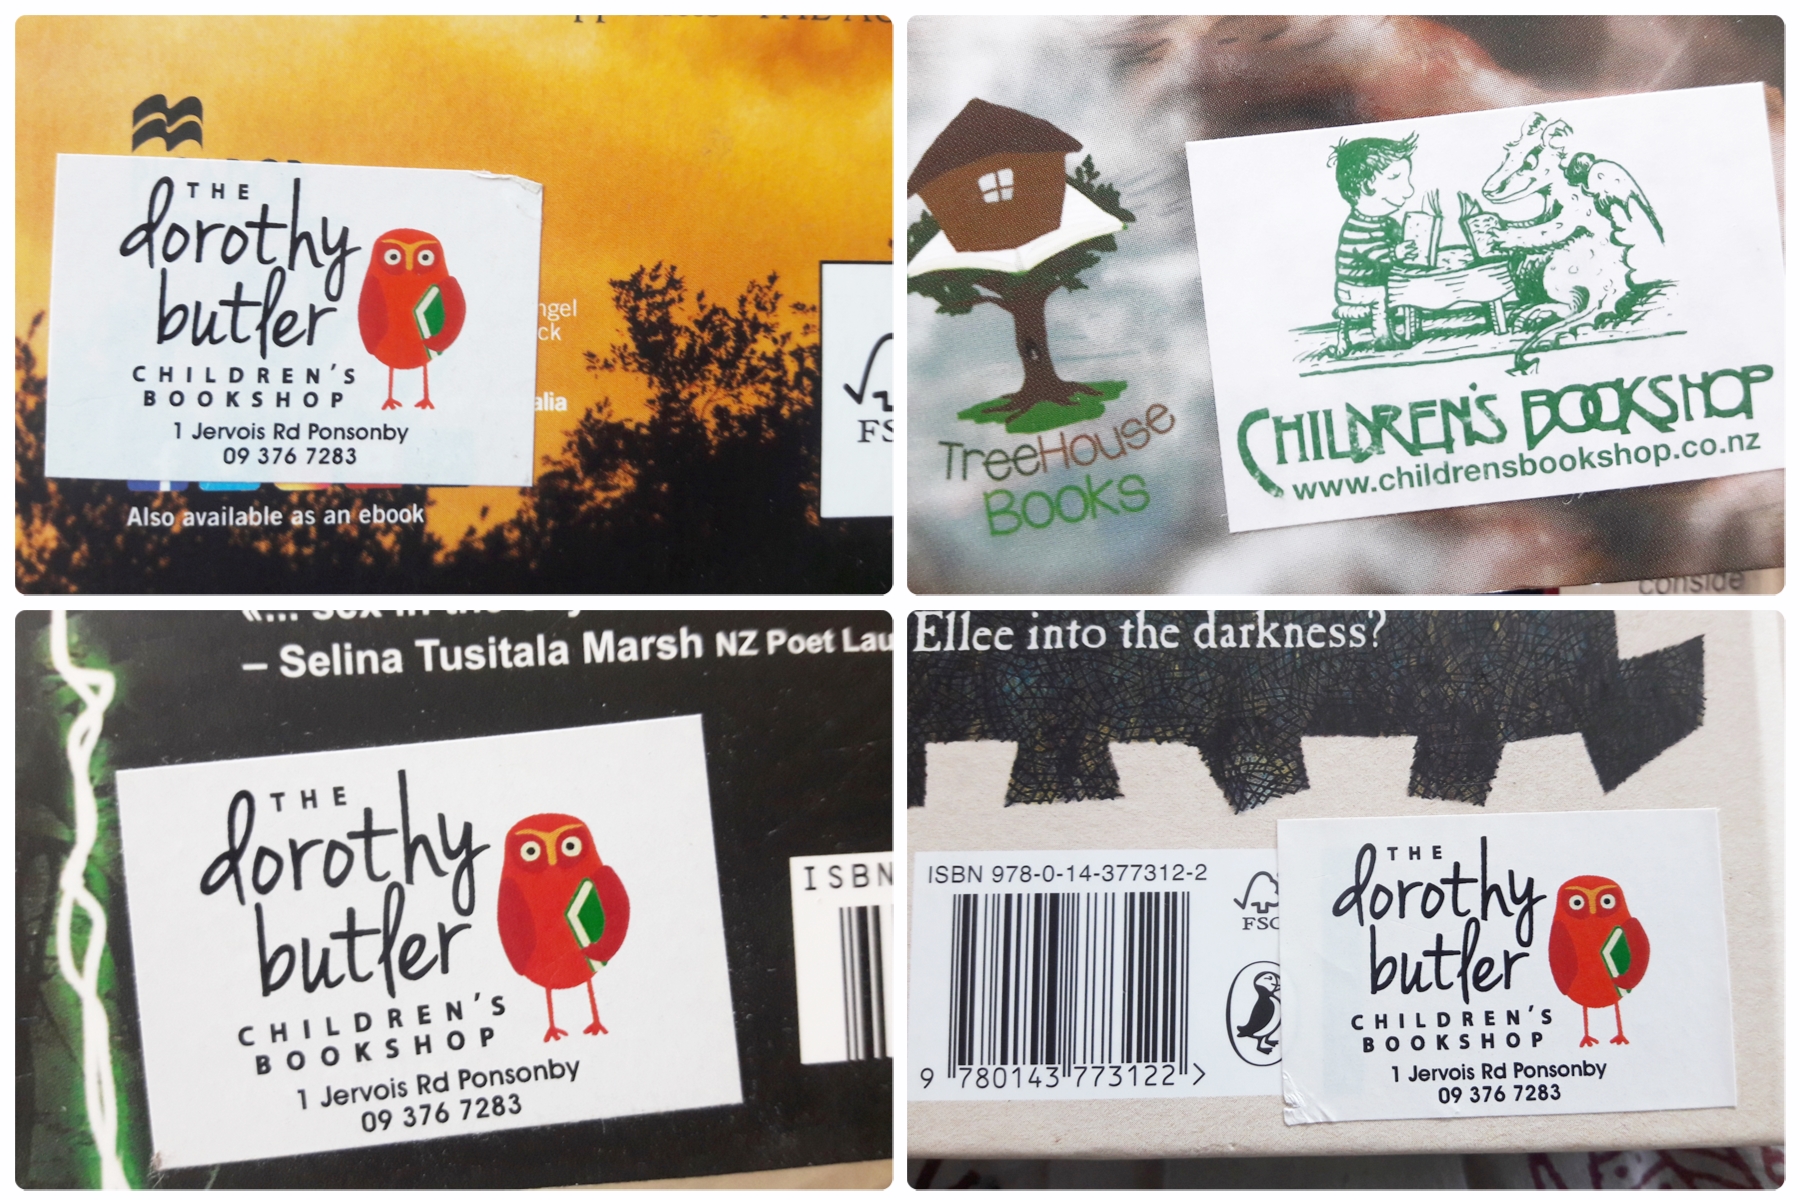 THE
dorothy
butler
CHILDREN'S
BOOKSHOP
1 Jervois Rd Ponsonby
09 376 7283
Also available as an ebook
TreeHouse
Books
CHILDREN'S BOOKSHOP
www.childrensbookshop.co.nz
– Selina Tusitala Marsh NZ Poet Lau
THE
dorothy
butler
CHILDREN'S
BOOKSHOP
1 Jervois Rd Ponsonby
09 376 7283
ISBN
Ellee into the darkness?
ISBN 978-0-14-377312-2
FSC
9 780143 773122 >
THE
dorothy
butler
CHILDREN'S
BOOKSHOP
1 Jervois Rd Ponsonby
09 376 7283